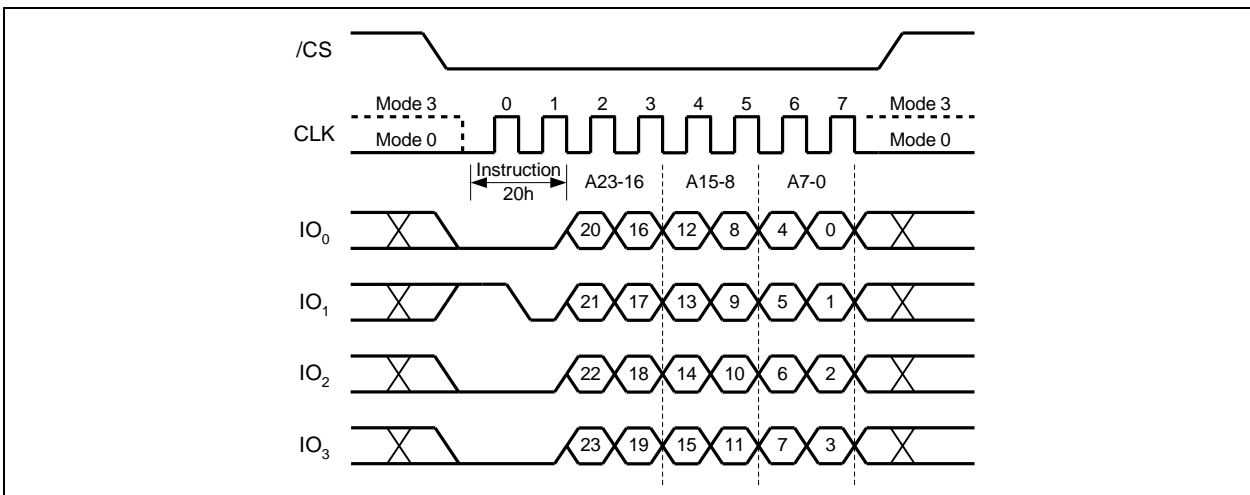 /CS
Mode 3 0 1 2 3 4 5 6 7 Mode 3
CLK
Mode 0 Mode 0
Instruction
20h
A23-16 A15-8 A7-0
IO0 20 16 12 8 4 0
IO1 21 17 13 9 5 1
IO2 22 18 14 10 6 2
IO3 23 19 15 11 7 3